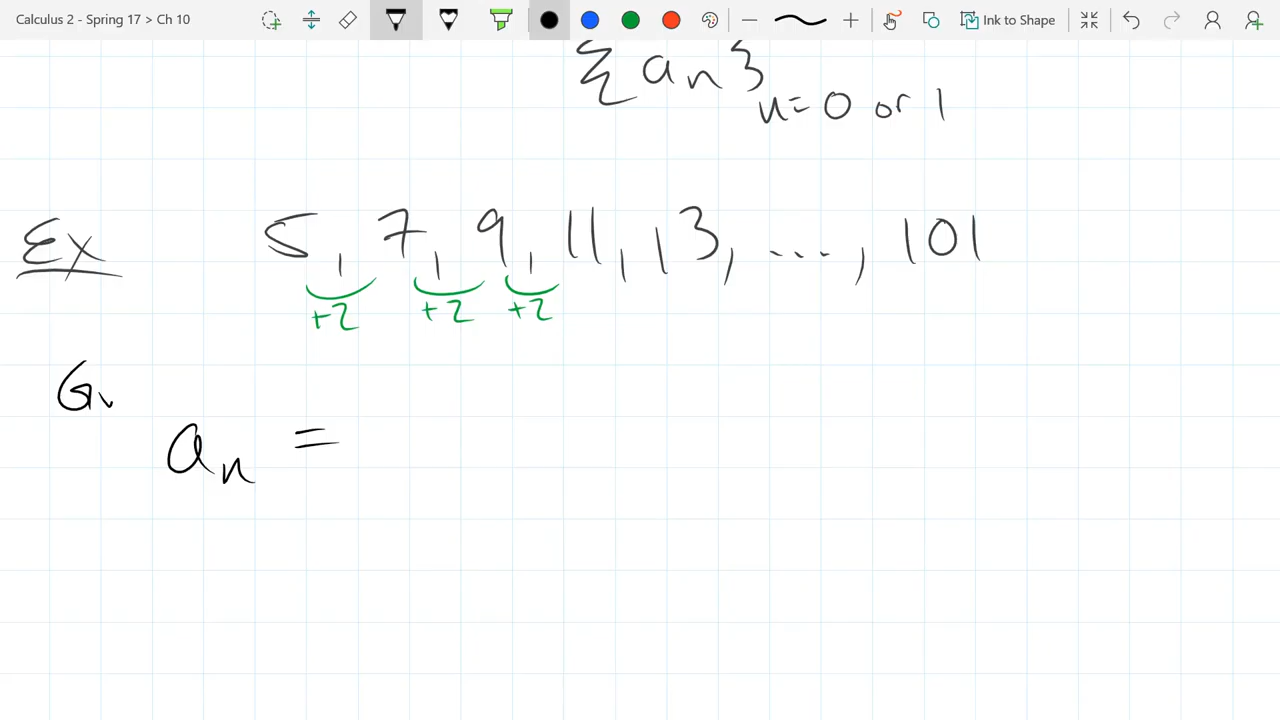 Calculus 2 - Spring 17 > Ch 10
Ink to Shape
{an}
n=0 or 1
Ex 5, 7, 9, 11, 13, ..., 101
+2 +2 +2
an =